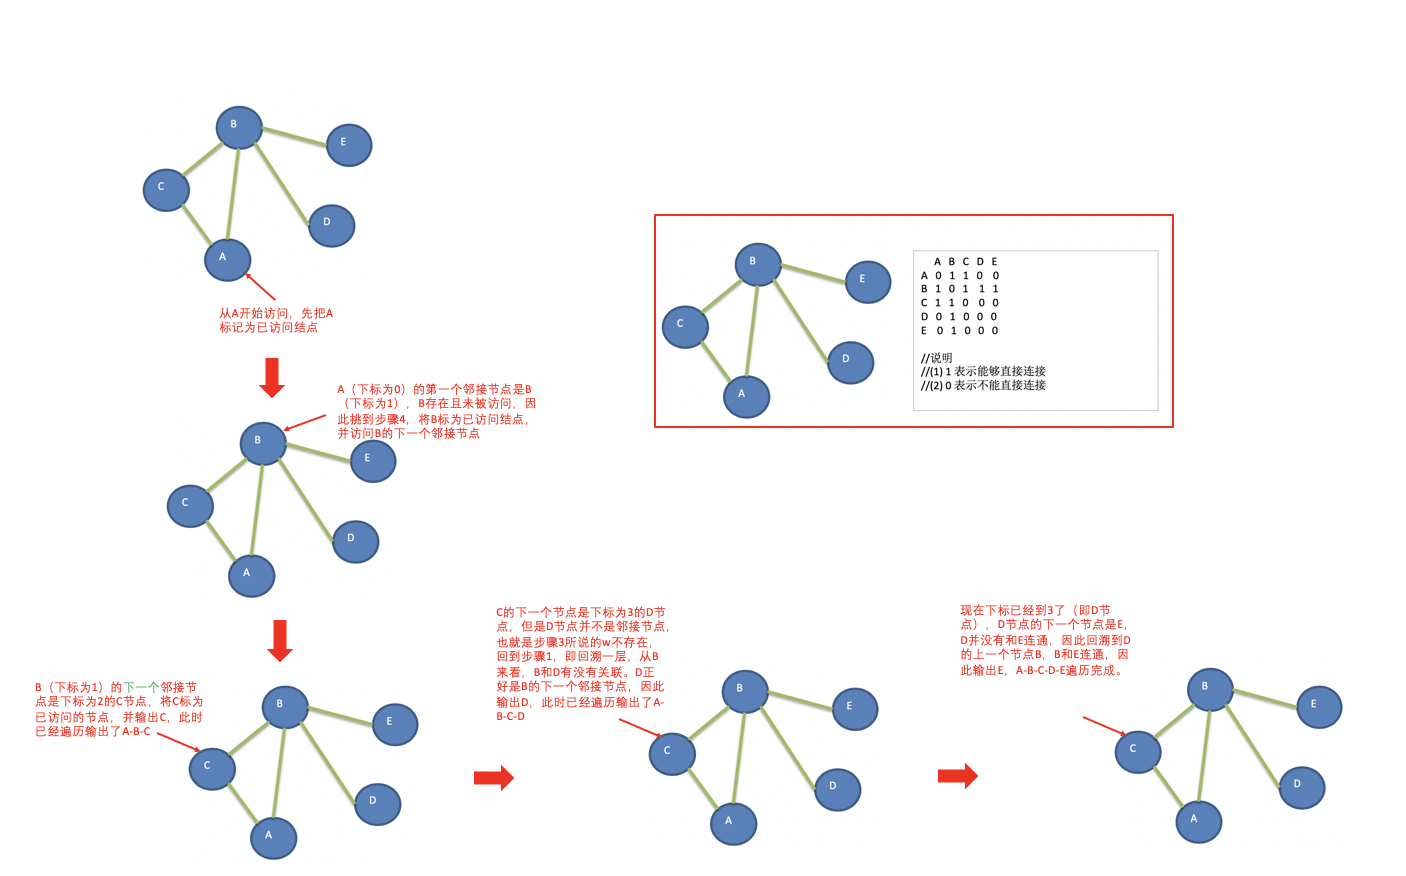 B
E
C
D
A
从A开始访问，先把A
标记为已访问结点
B
E
C
D
A
A B C D E
A 0 1 1 0 0
B 1 0 1 1 1
C 1 1 0 0 0
D 0 1 0 0 0
E 0 1 0 0 0
//说明
//(1) 1 表示能够直接连接
//(2) 0 表示不能直接连接
A（下标为0）的第一个邻接节点是B
（下标为1），B存在且未被访问，因
此挑到步骤4，将B标为已访问结点，
并访问B的下一个邻接节点
B
E
C
D
A
B（下标为1）的下一个邻接节
点是下标为2的C节点，将C标为
已访问的节点，并输出C，此时
已经遍历输出了A-B-C
B
E
C
D
A
C的下一个节点是下标为3的D节
点，但是D节点并不是邻接节点，
也就是步骤3所说的w不存在，
回到步骤1，即回溯一层，从B
来看，B和D有没有关联。D正
好是B的下一个邻接节点，因此
输出D，此时已经遍历输出了A-
B-C-D
B
E
C
D
A
现在下标已经到3了（即D节
点），D节点的下一个节点是E，
D并没有和E连通，因此回溯到D
的上一个节点B，B和E连通，因
此输出E，A-B-C-D-E遍历完成。
B
E
C
D
A